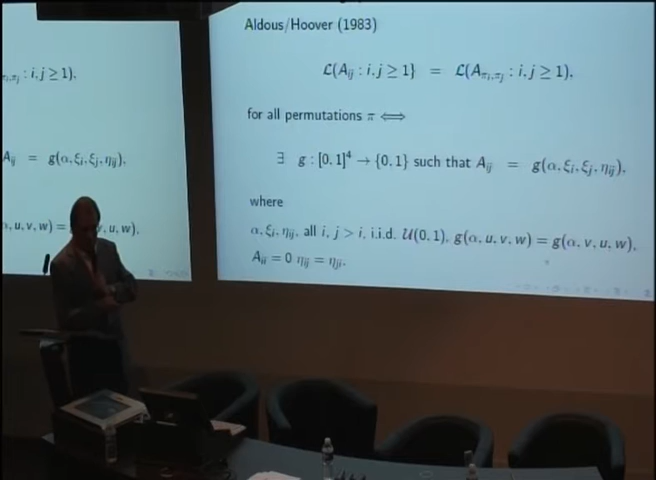 Aldous/Hoover (1983)
ℒ(A_ij : i, j ≥ 1} = ℒ(A_{π_i,π_j} : i, j ≥ 1),
for all permutations π ⟺
∃ g : [0, 1]^4 → {0, 1} such that A_ij = g(α, ξ_i, ξ_j, η_ij),
where
α, ξ_i, η_ij, all i, j > i, i.i.d. 𝒰(0, 1), g(α, u, v, w) = g(α, v, u, w),
A_ii = 0 η_ij = η_ji.
π_i,π_j : i, j ≥ 1).
A_ij = g(α, ξ_i, ξ_j, η_ij),
, u, v, w) = v, u, w),